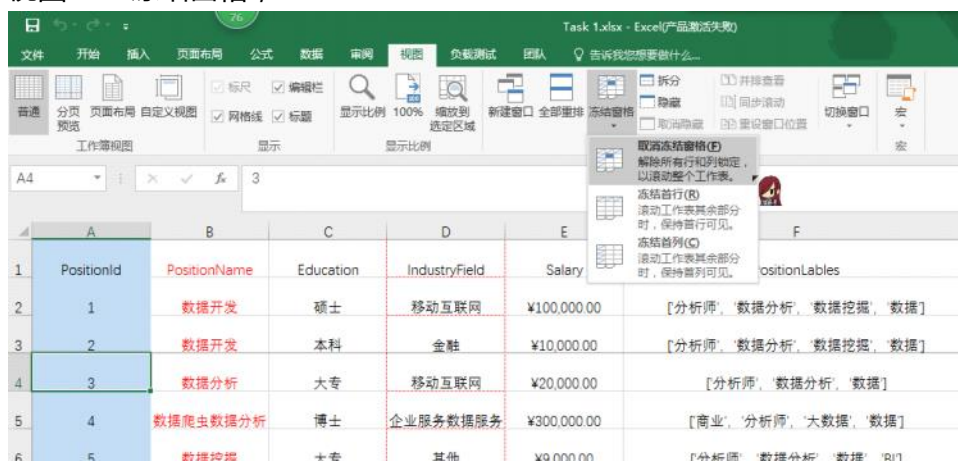 76
Task 1.xlsx - Excel(产品激活失败)
文件 开始 插入 页面布局 公式 数据 审阅 视图 负载测试 团队 告诉我您想要做什么...
普通 分页预览 页面布局 自定义视图
标尺 编辑栏
网格线 标题
显示比例 100% 缩放到选定区域
新建窗口 全部重排 冻结窗格
拆分 并排查看
隐藏 同步滚动
取消隐藏 重设窗口位置
切换窗口 宏
工作簿视图 显示 显示比例 宏
取消冻结窗格(F)
解除所有行和列锁定，
以滚动整个工作表。
冻结首行(R)
滚动工作表其余部分
时，保持首行可见。
冻结首列(C)
滚动工作表其余部分
时，保持首列可见。
A4 fx 3
A B C D E F
1 PositionId PositionName Education IndustryField Salary ositionLables
2 1 数据开发 硕士 移动互联网 ¥100,000.00 ['分析师', '数据分析', '数据挖掘', '数据']
3 2 数据开发 本科 金融 ¥10,000.00 ['分析师', '数据分析', '数据挖掘', '数据']
4 3 数据分析 大专 移动互联网 ¥20,000.00 ['分析师', '数据分析', '数据']
5 4 数据爬虫数据分析 博士 企业服务数据服务 ¥300,000.00 ['商业', '分析师', '大数据', '数据']
6 5 数据挖掘 大专 其他 ¥9,000.00 ['分析师', '数据分析', '数据', 'BI']